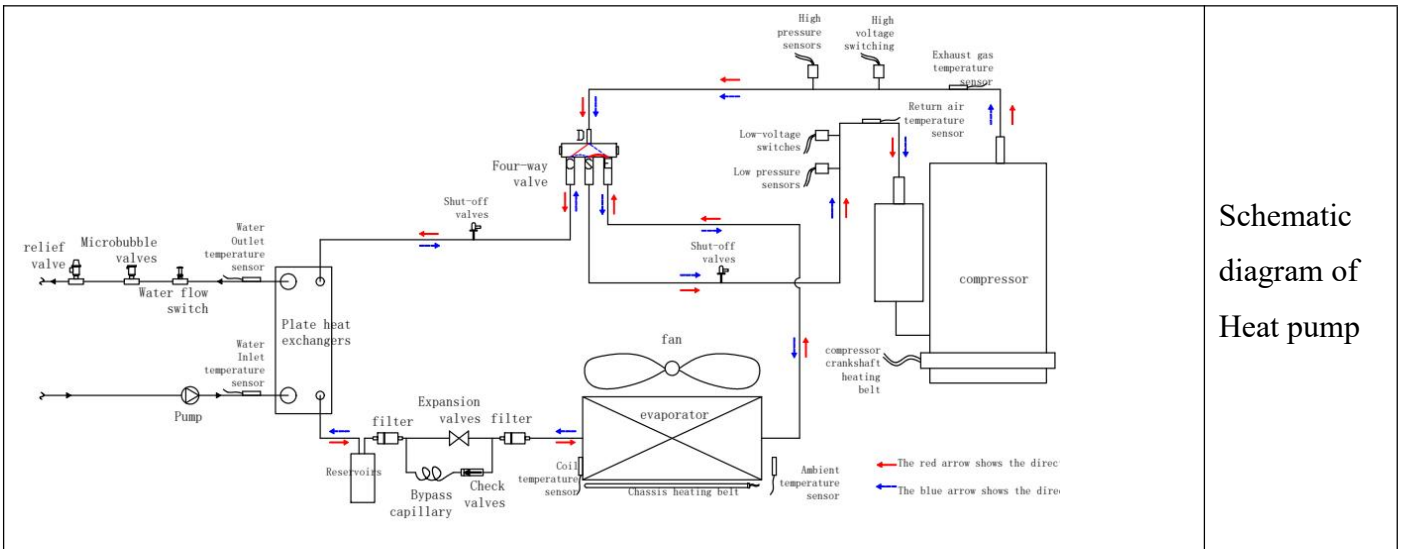 High
pressure
sensors
High
voltage
switching
Exhaust gas
temperature
sensor
Return air
temperature
sensor
D
Low-voltage
switches
Low pressure
sensors
Four-way
valve
Shut-off
valves
Shut-off
valves
compressor
relief
valve
Microbubble
valves
Water
Outlet
temperature
sensor
Water flow
switch
Plate heat
exchangers
Water
Inlet
temperature
sensor
Pump
fan
compressor
crankshaft
heating
belt
filter
Expansion
valves
filter
evaporator
Reservoirs
Bypass
capillary
Check
valves
Coil
temperature
sensor
Chassis heating belt
Ambient
temperature
sensor
The red arrow shows the direc
The blue arrow shows the direc
Schematic
diagram of
Heat pump